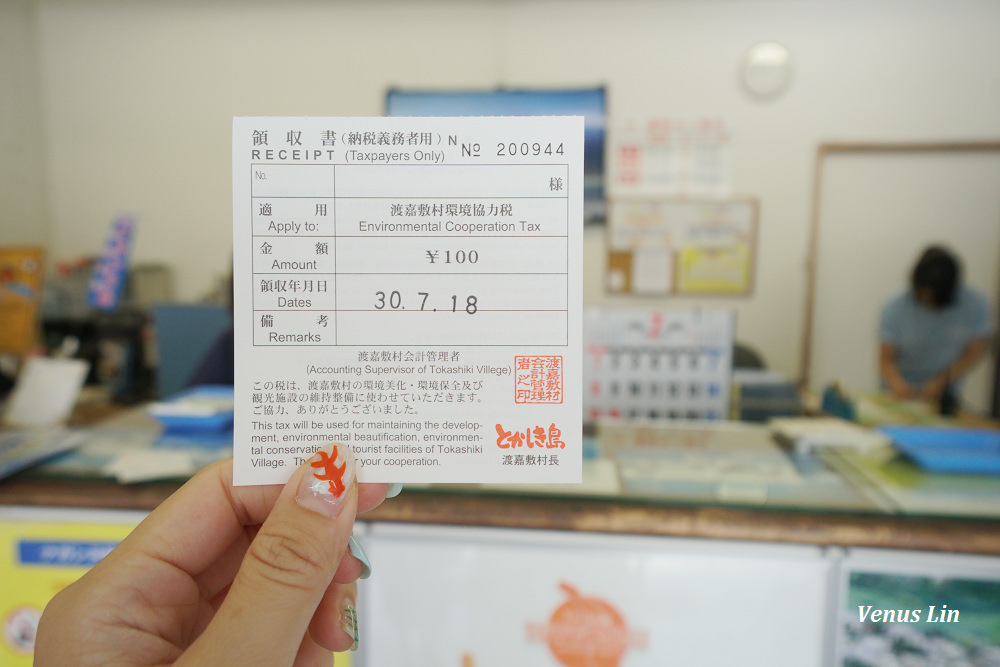 領 収 書(納税義務者用)N
RECEIPT (Taxpayers Only) № 200944
No.
様
適 用 渡嘉敷村環境協力税
Apply to: Environmental Cooperation Tax
金 額 ¥100
Amount
領収年月日 30. 7. 18
Dates
備 考
Remarks
渡嘉敷村会計管理者
(Accounting Supervisor of Tokashiki Villege)
渡嘉敷村
会計管理
者之印
この税は、渡嘉敷村の環境美化・環境保全及び
観光施設の維持整備に使わせていただきます。
ご協力、ありがとうございました。
This tax will be used for maintaining the develop-
ment, environmental beautification, environmen-
tal conservation tourist facilities of Tokashiki
Village. your cooperation.
とかしき島
渡嘉敷村長
Venus Lin